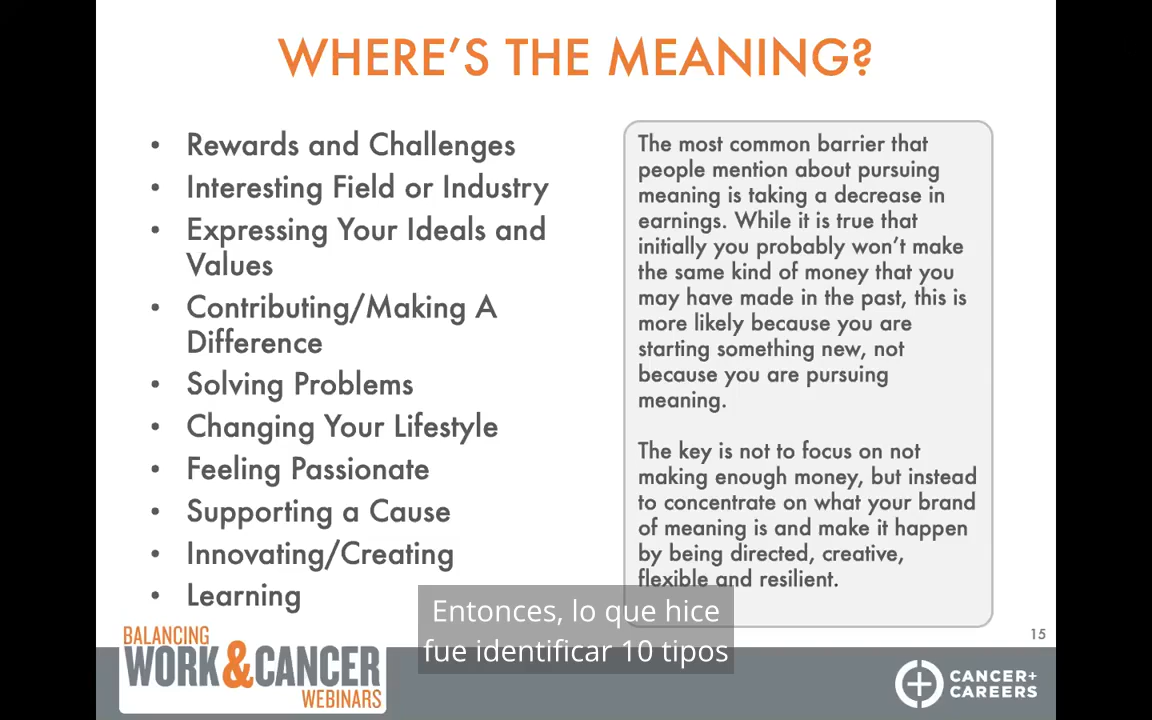 WHERE'S THE MEANING?
• Rewards and Challenges
• Interesting Field or Industry
• Expressing Your Ideals and
Values
• Contributing/Making A
Difference
• Solving Problems
• Changing Your Lifestyle
• Feeling Passionate
• Supporting a Cause
• Innovating/Creating
• Learning
The most common barrier that
people mention about pursuing
meaning is taking a decrease in
earnings. While it is true that
initially you probably won't make
the same kind of money that you
may have made in the past, this is
more likely because you are
starting something new, not
because you are pursuing
meaning.
The key is not to focus on not
making enough money, but instead
to concentrate on what your brand
of meaning is and make it happen
by being directed, creative,
flexible and resilient.
Entonces, lo que hice
fue identificar 10 tipos
15
BALANCING
WORK&CANCER
WEBINARS
CANCER+
CAREERS